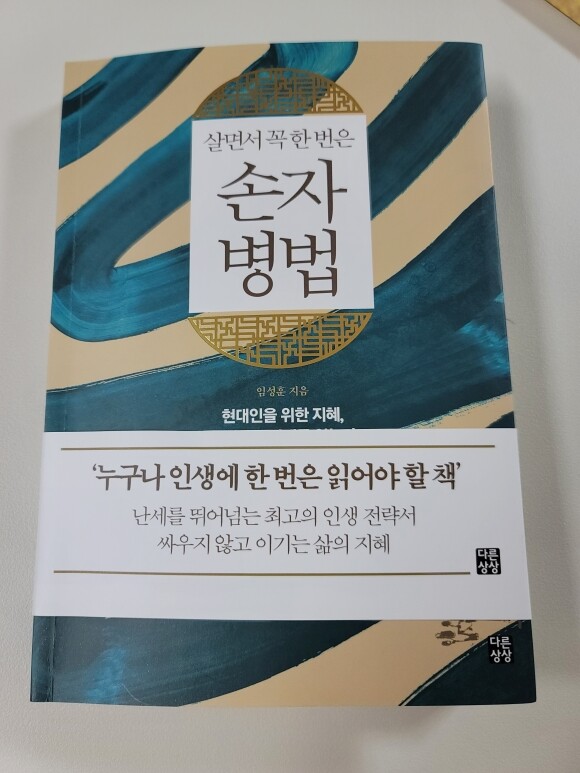 살면서 꼭 한 번은
손자
병법
임성훈 지음
현대인을 위한 지혜,
‘누구나 인생에 한 번은 읽어야 할 책’
난세를 뛰어넘는 최고의 인생 전략서
싸우지 않고 이기는 삶의 지혜
다른
상상
다른
상상